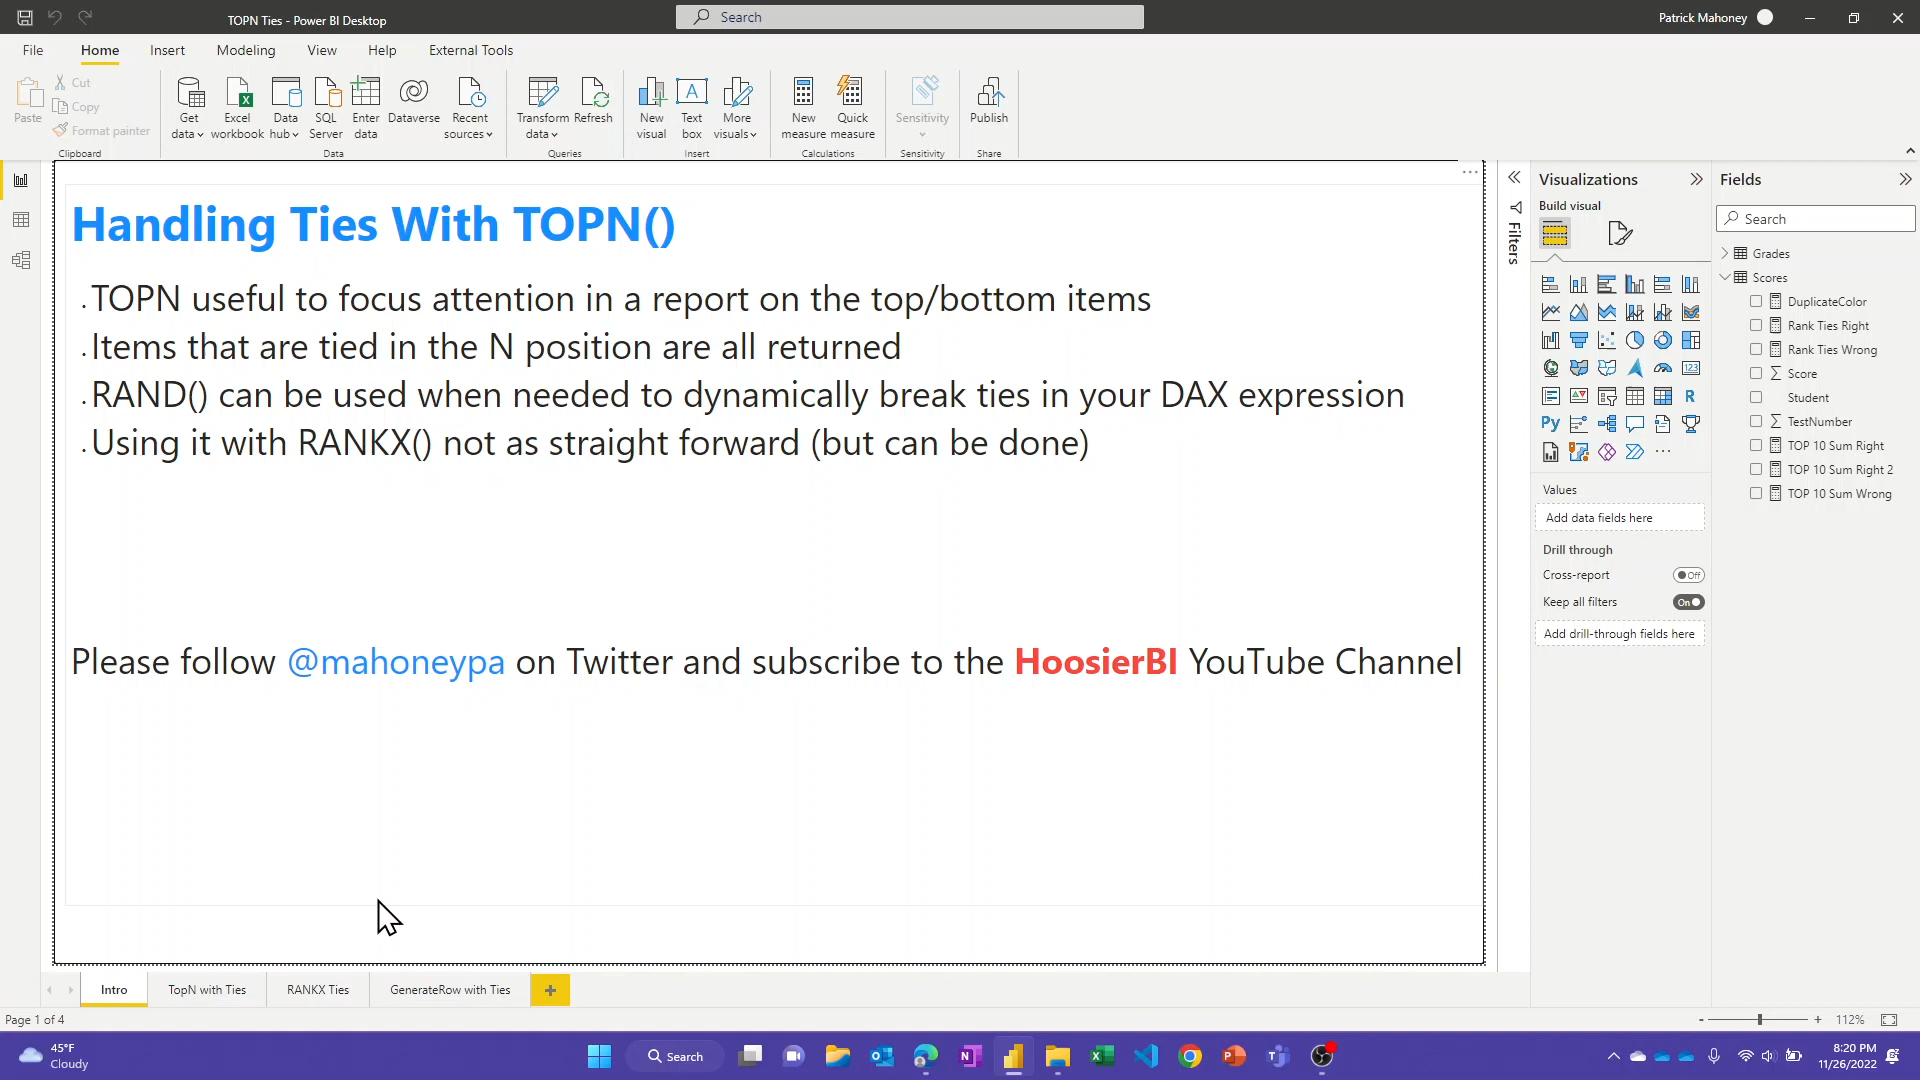 TOPN Ties - Power BI Desktop
Search
Patrick Mahoney
File Home Insert Modeling View Help External Tools
Paste
Cut
Copy
Format painter
Clipboard
Get data
Excel workbook
Data hub
SQL Server
Enter data
Dataverse
Recent sources
Data
Transform data
Refresh
Queries
New visual
Text box
More visuals
Insert
New measure
Quick measure
Calculations
Sensitivity
Sensitivity
Publish
Share
Handling Ties With TOPN()
. TOPN useful to focus attention in a report on the top/bottom items
. Items that are tied in the N position are all returned
. RAND() can be used when needed to dynamically break ties in your DAX expression
. Using it with RANKX() not as straight forward (but can be done)
Please follow @mahoneypa on Twitter and subscribe to the HoosierBI YouTube Channel
Filters
Visualizations
Build visual
123
R
Py
Values
Add data fields here
Drill through
Cross-report Off
Keep all filters On
Add drill-through fields here
Fields
Search
Grades
Scores
DuplicateColor
Rank Ties Right
Rank Ties Wrong
Score
Student
TestNumber
TOP 10 Sum Right
TOP 10 Sum Right 2
TOP 10 Sum Wrong
Intro TopN with Ties RANKX Ties GenerateRow with Ties +
Page 1 of 4
- + 112%
45°F
Cloudy
Search
8:20 PM
11/26/2022